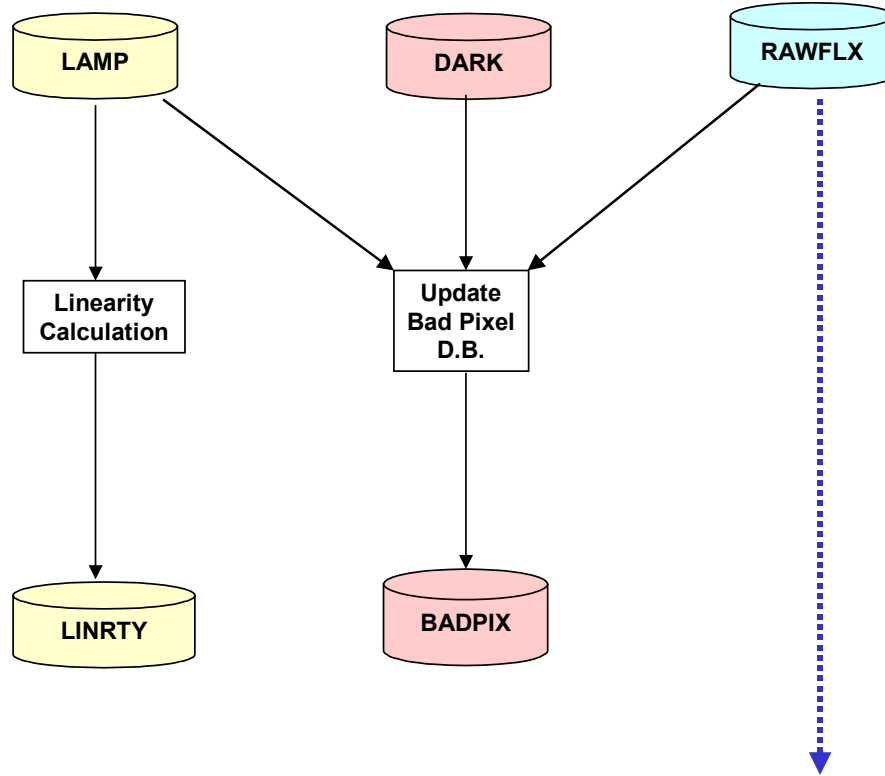 LAMP
DARK
RAWFLX
Linearity
Calculation
Update
Bad Pixel
D.B.
LINRTY
BADPIX